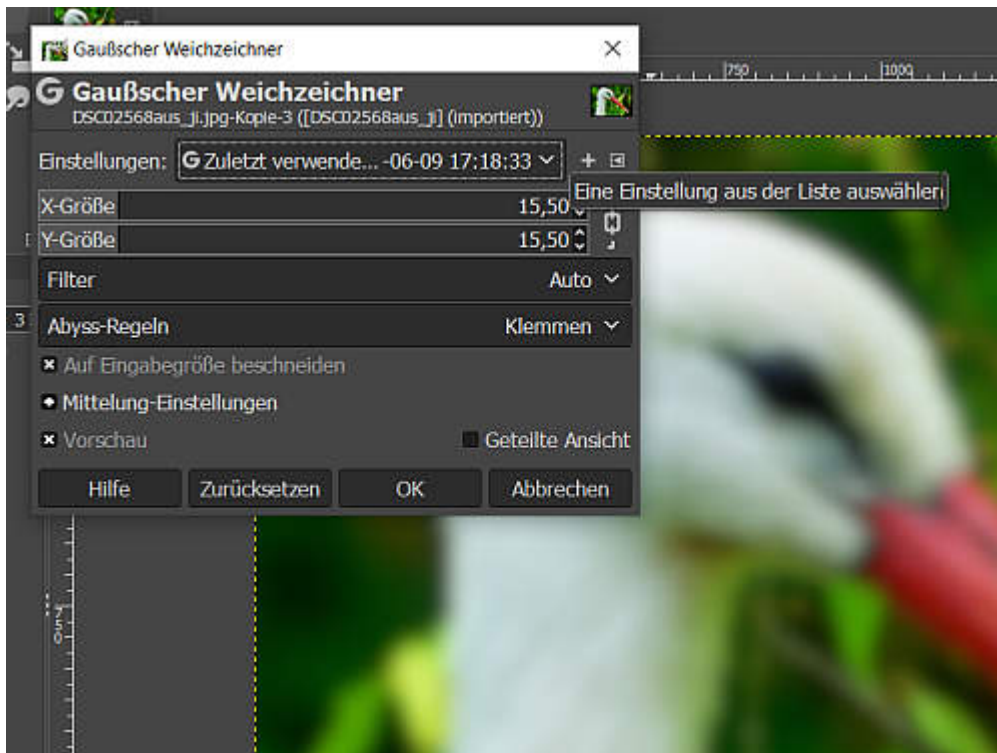 Gaußscher Weichzeichner
Gaußscher Weichzeichner
DSC02568aus_ji.jpg-Kopie-3 ([DSC02568aus_ji] (importiert))
Einstellungen: Zuletzt verwende... -06-09 17:18:33
Eine Einstellung aus der Liste auswählen
X-Größe 15,50
Y-Größe 15,50
Filter Auto
Abyss-Regeln Klemmen
Auf Eingabegröße beschneiden
Mittelung-Einstellungen
Vorschau Geteilte Ansicht
Hilfe Zurücksetzen OK Abbrechen
750
1000
3
750